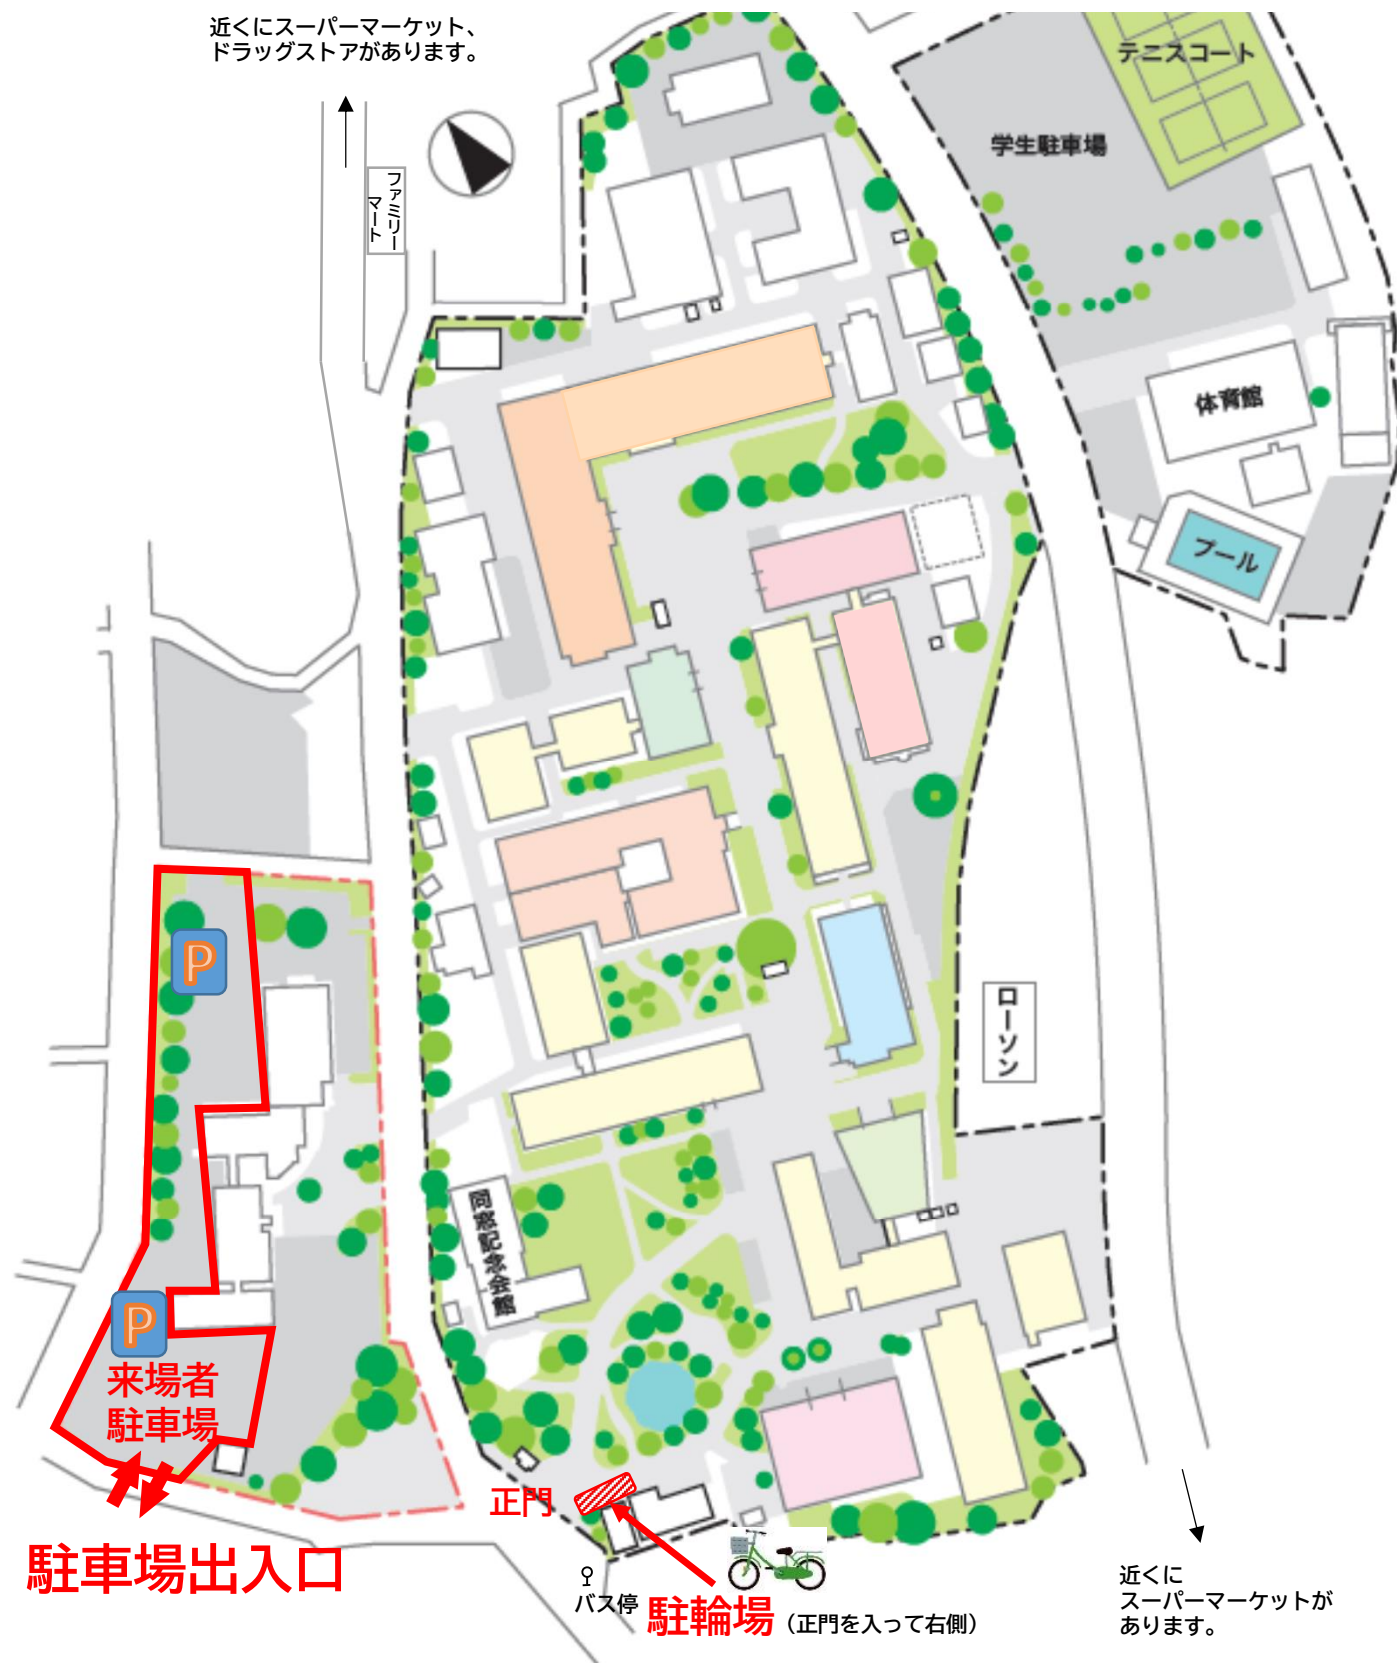 近くにスーパーマーケット、
ドラッグストアがあります。
テニスコート
学生駐車場
ファミリー
マート
体育館
プール
P
ローソン
同窓記念会館
P
来場者
駐車場
正門
駐車場出入口
バス停
駐輪場（正門を入って右側）
近くに
スーパーマーケットが
あります。